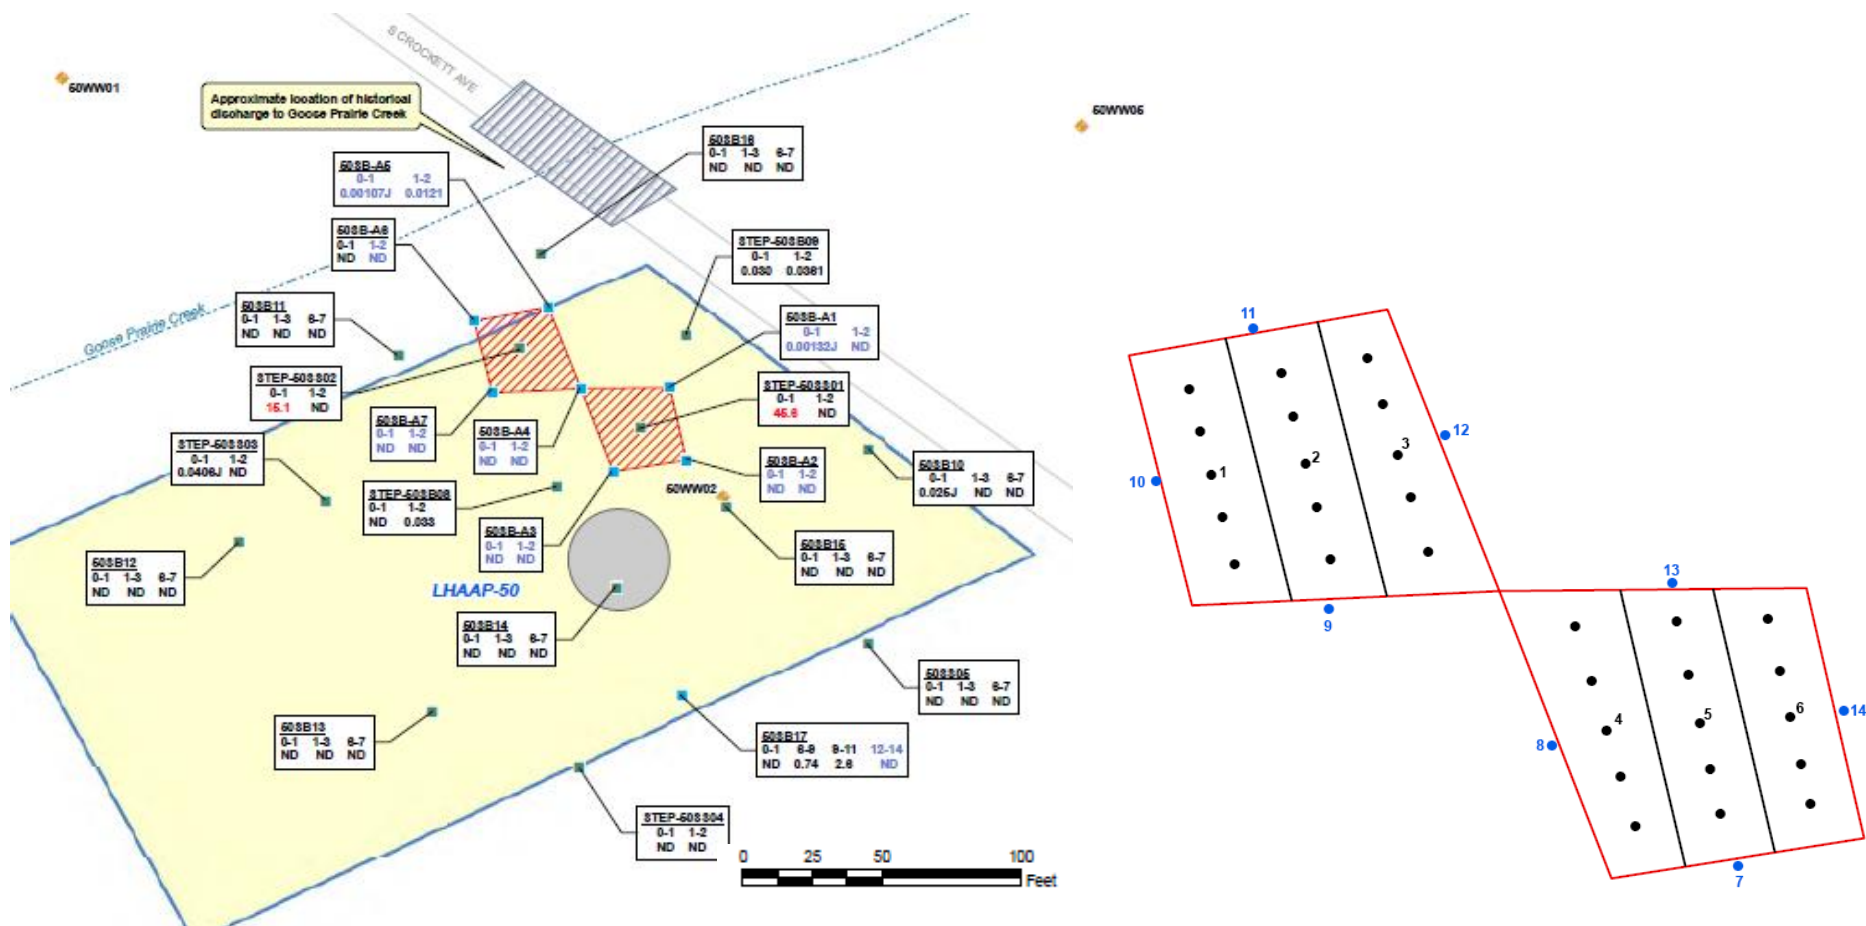 S CROCKETT AVE
50WW01
Approximate location of historical
discharge to Goose Prairie Creek
50WW05
50SB16
0-1 1-3 6-7
ND ND ND
50SB-A5
0-1 1-2
0.00107J 0.0121
50SB-A6
0-1 1-2
ND ND
STEP-50SB09
0-1 1-2
0.030 0.0381
50SB11
0-1 1-3 6-7
ND ND ND
Goose Prairie Creek
50SB-A1
0-1 1-2
0.00132J ND
STEP-50SS02
0-1 1-2
15.1 ND
STEP-50SS01
0-1 1-2
45.6 ND
50SB-A7
0-1 1-2
ND ND
50SB-A4
0-1 1-2
ND ND
STEP-50SS03
0-1 1-2
0.0406J ND
50SB-A2
0-1 1-2
ND ND
50SB10
0-1 1-3 6-7
0.025J ND ND
50WW02
STEP-50SB08
0-1 1-2
ND 0.033
50SB-A3
0-1 1-2
ND ND
50SB15
0-1 1-3 6-7
ND ND ND
50SB12
0-1 1-3 6-7
ND ND ND
LHAAP-50
50SB14
0-1 1-3 6-7
ND ND ND
50SS05
0-1 1-3 6-7
ND ND ND
50SB13
0-1 1-3 6-7
ND ND ND
50SB17
0-1 6-8 9-11 12-14
ND 0.74 2.6 ND
STEP-50SS04
0-1 1-2
ND ND
0 25 50 100
Feet
11
12
3
2
1
10
9
13
4
5
6
14
8
7